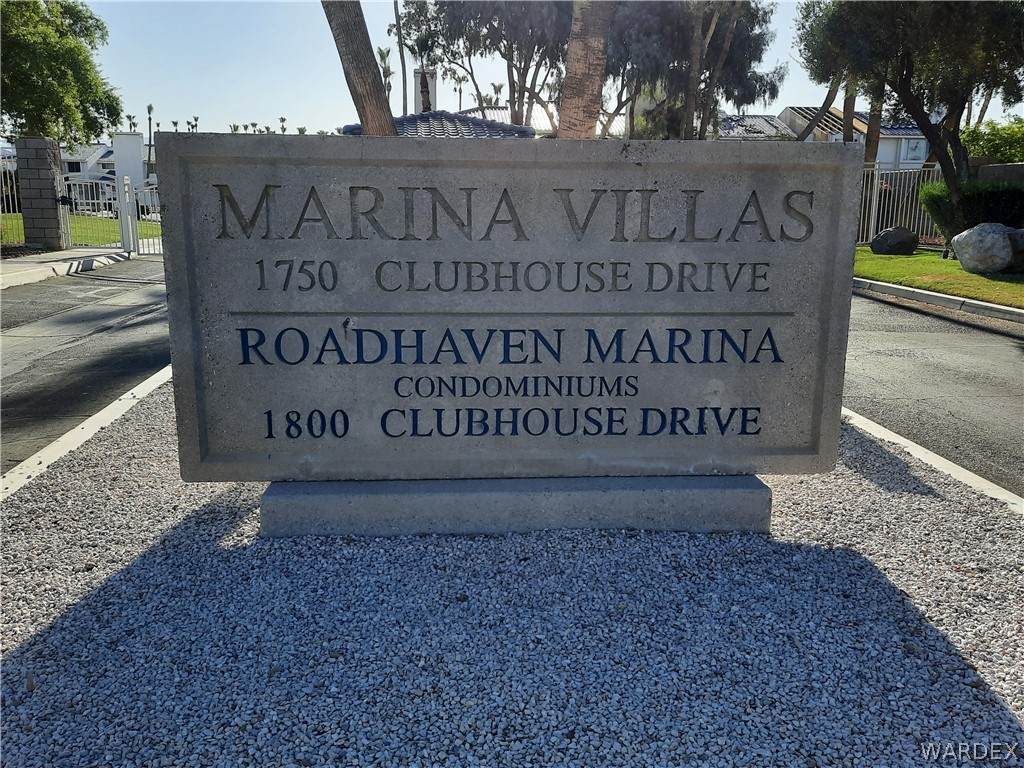 MARINA VILLAS
1750 CLUBHOUSE DRIVE
ROADHAVEN MARINA
CONDOMINIUMS
1800 CLUBHOUSE DRIVE
WARDEX